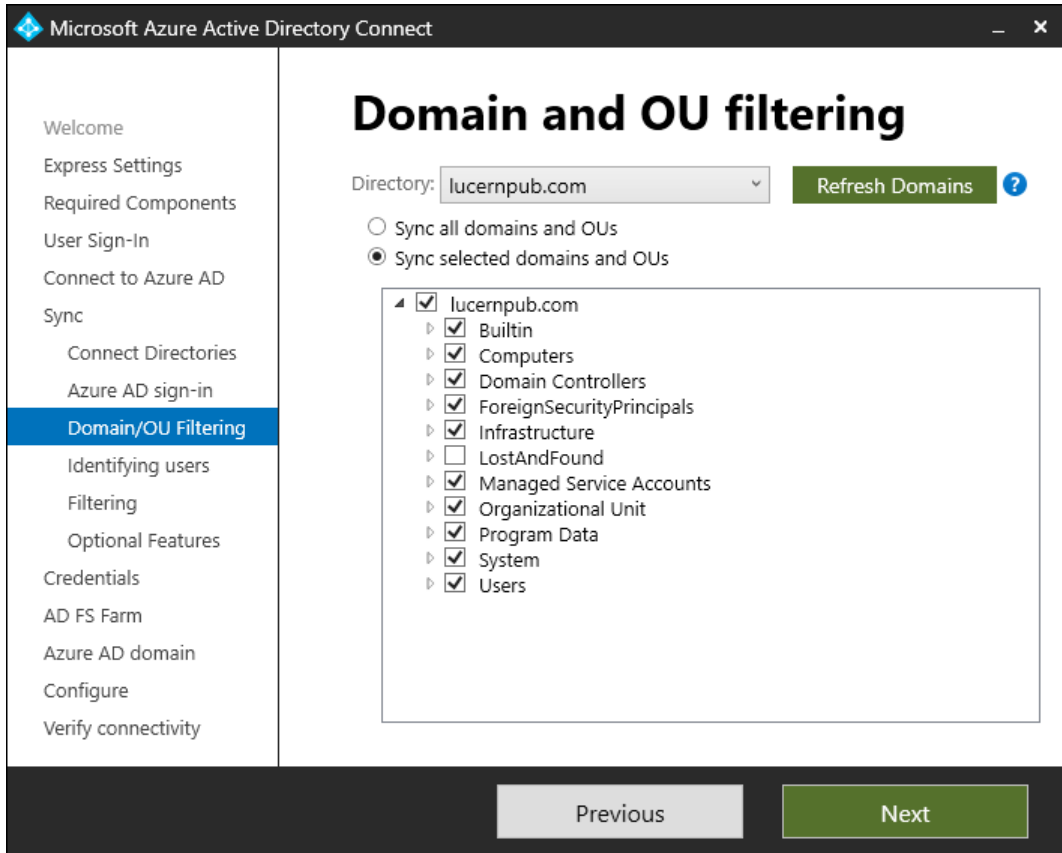 Microsoft Azure Active Directory Connect
Welcome
Express Settings
Required Components
User Sign-In
Connect to Azure AD
Sync
Connect Directories
Azure AD sign-in
Domain/OU Filtering
Identifying users
Filtering
Optional Features
Credentials
AD FS Farm
Azure AD domain
Configure
Verify connectivity
Domain and OU filtering
Directory: lucernpub.com Refresh Domains ?
Sync all domains and OUs
Sync selected domains and OUs
lucernpub.com
Builtin
Computers
Domain Controllers
ForeignSecurityPrincipals
Infrastructure
LostAndFound
Managed Service Accounts
Organizational Unit
Program Data
System
Users
Previous Next